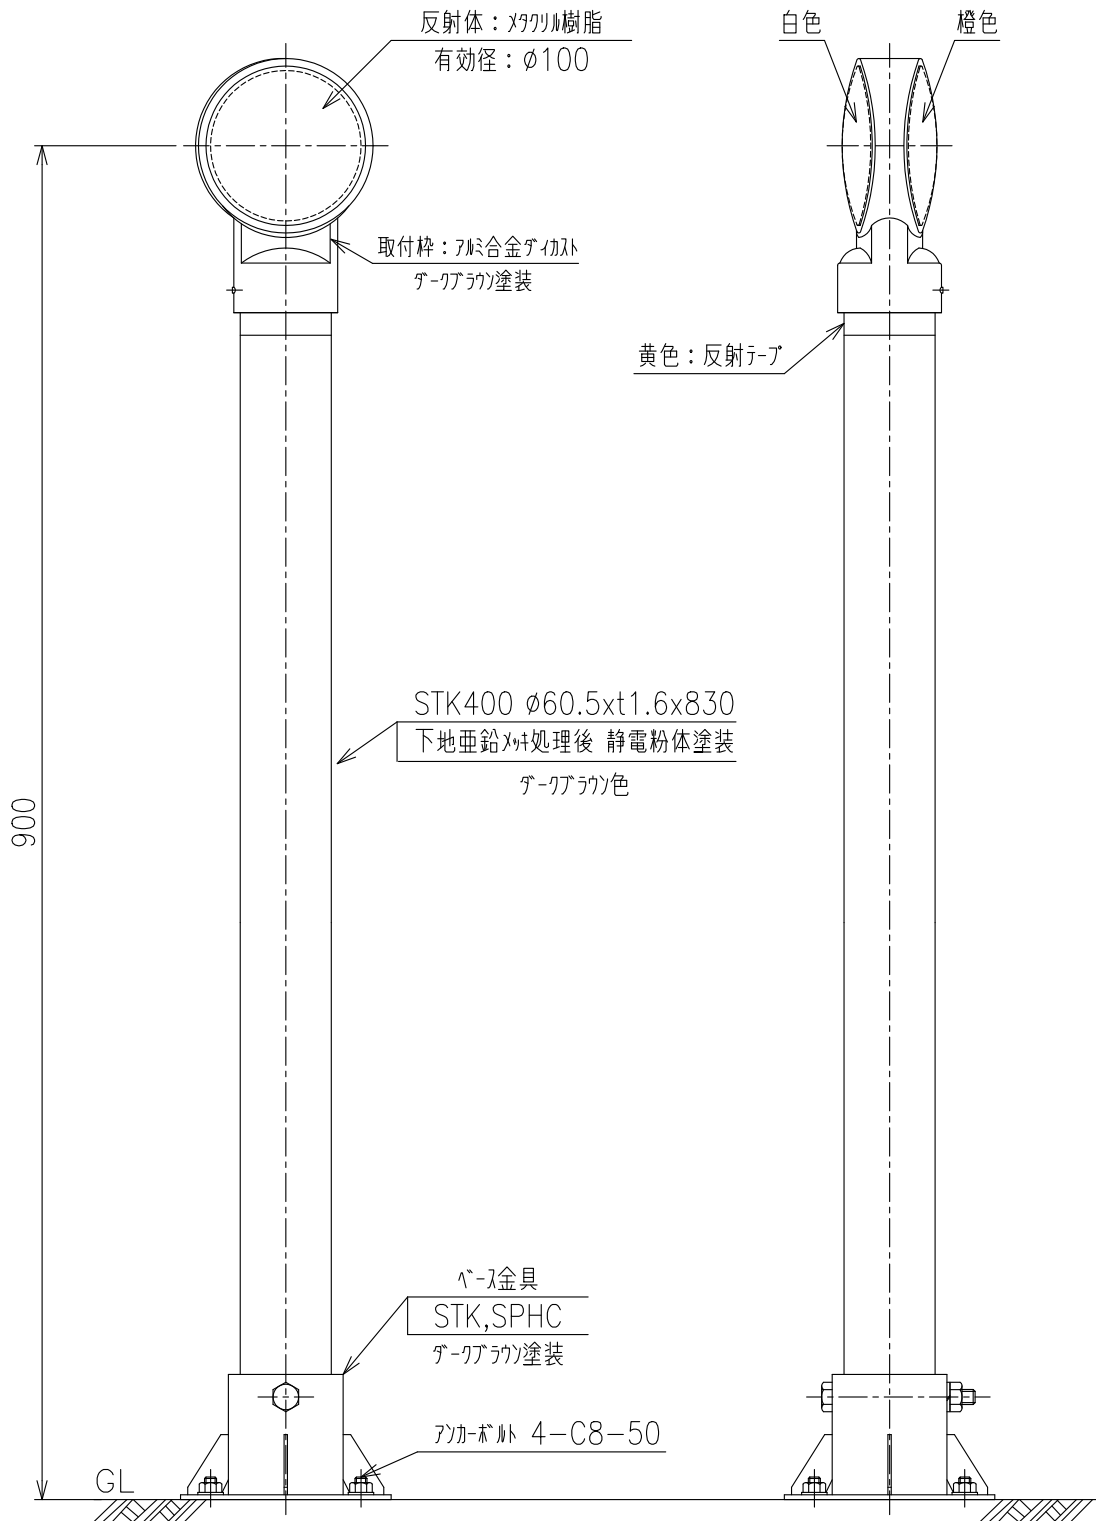 反射体：ﾒﾀｸﾘﾙ樹脂
有効径：φ100
白色
橙色
取付枠：ｱﾙﾐ合金ﾀﾞｲｶｽﾄ
ﾀﾞｰｸﾌﾞﾗｳﾝ塗装
黄色：反射ﾃｰﾌﾟ
STK400 φ60.5xt1.6x830
下地亜鉛ﾒｯｷ処理後 静電粉体塗装
ﾀﾞｰｸﾌﾞﾗｳﾝ色
900
ﾍﾞｰｽ金具
STK,SPHC
ﾀﾞｰｸﾌﾞﾗｳﾝ塗装
ｱﾝｶｰﾎﾞﾙﾄ 4-C8-50
GL